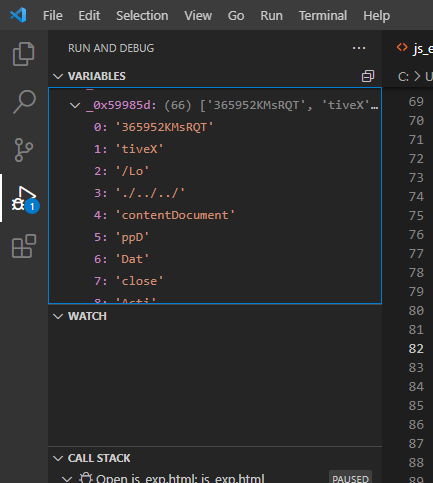 File Edit Selection View Go Run Terminal Help
RUN AND DEBUG ...
js_e
VARIABLES
C: > U
_0x59985d: (66) ['365952KMsRQT', 'tiveX'…
0: '365952KMsRQT'
1: 'tiveX'
2: '/Lo'
3: './../../'
4: 'contentDocument'
5: 'ppD'
6: 'Dat'
7: 'close'
8: 'Acti'
WATCH
CALL STACK
Open js_exp.html: js_exp.html PAUSED
1
69
70
71
72
73
74
75
76
77
78
79
80
81
82
83
84
85
86
87
88
89